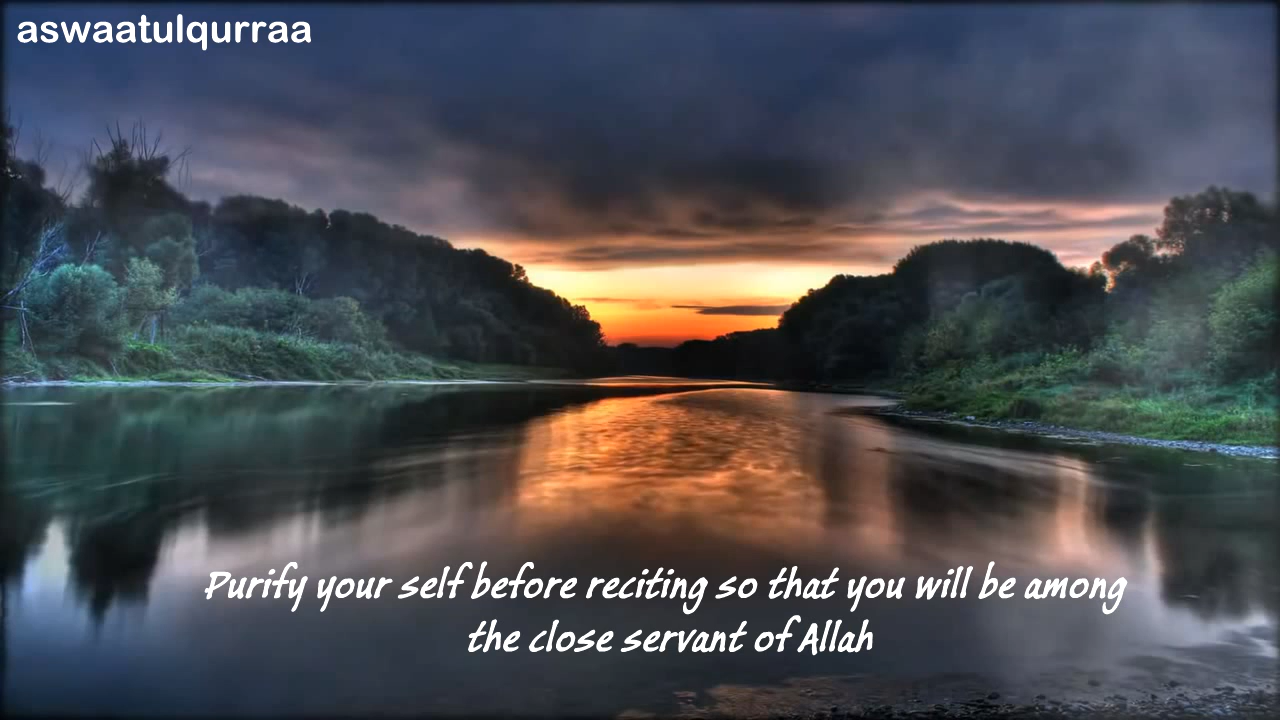 aswaatulqurraa
Purify your self before reciting so that you will be among
the close servant of Allah